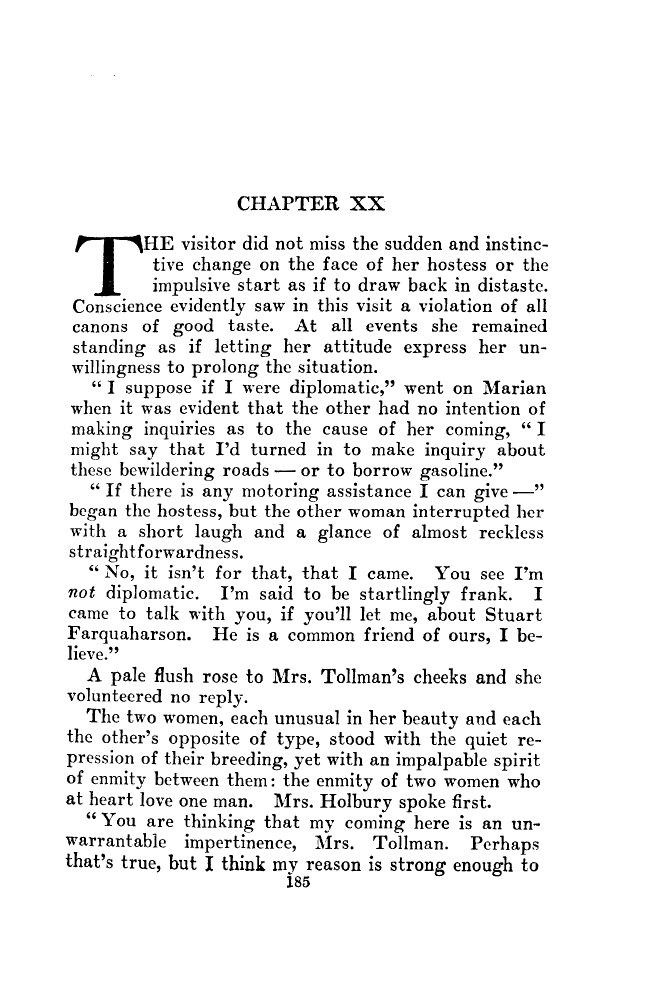 CHAPTER XX
THE visitor did not miss the sudden and instinc-
tive change on the face of her hostess or the
impulsive start as if to draw back in distaste.
Conscience evidently saw in this visit a violation of all
canons of good taste. At all events she remained
standing as if letting her attitude express her un-
willingness to prolong the situation.
“ I suppose if I were diplomatic,” went on Marian
when it was evident that the other had no intention of
making inquiries as to the cause of her coming, “ I
might say that I’d turned in to make inquiry about
these bewildering roads — or to borrow gasoline.”
“ If there is any motoring assistance I can give —”
began the hostess, but the other woman interrupted her
with a short laugh and a glance of almost reckless
straightforwardness.
“ No, it isn’t for that, that I came. You see I’m
not diplomatic. I’m said to be startlingly frank. I
came to talk with you, if you’ll let me, about Stuart
Farquaharson. He is a common friend of ours, I be-
lieve.”
A pale flush rose to Mrs. Tollman’s cheeks and she
volunteered no reply.
The two women, each unusual in her beauty and each
the other’s opposite of type, stood with the quiet re-
pression of their breeding, yet with an impalpable spirit
of enmity between them: the enmity of two women who
at heart love one man. Mrs. Holbury spoke first.
“ You are thinking that my coming here is an un-
warrantable impertinence, Mrs. Tollman. Perhaps
that’s true, but I think my reason is strong enough to
185